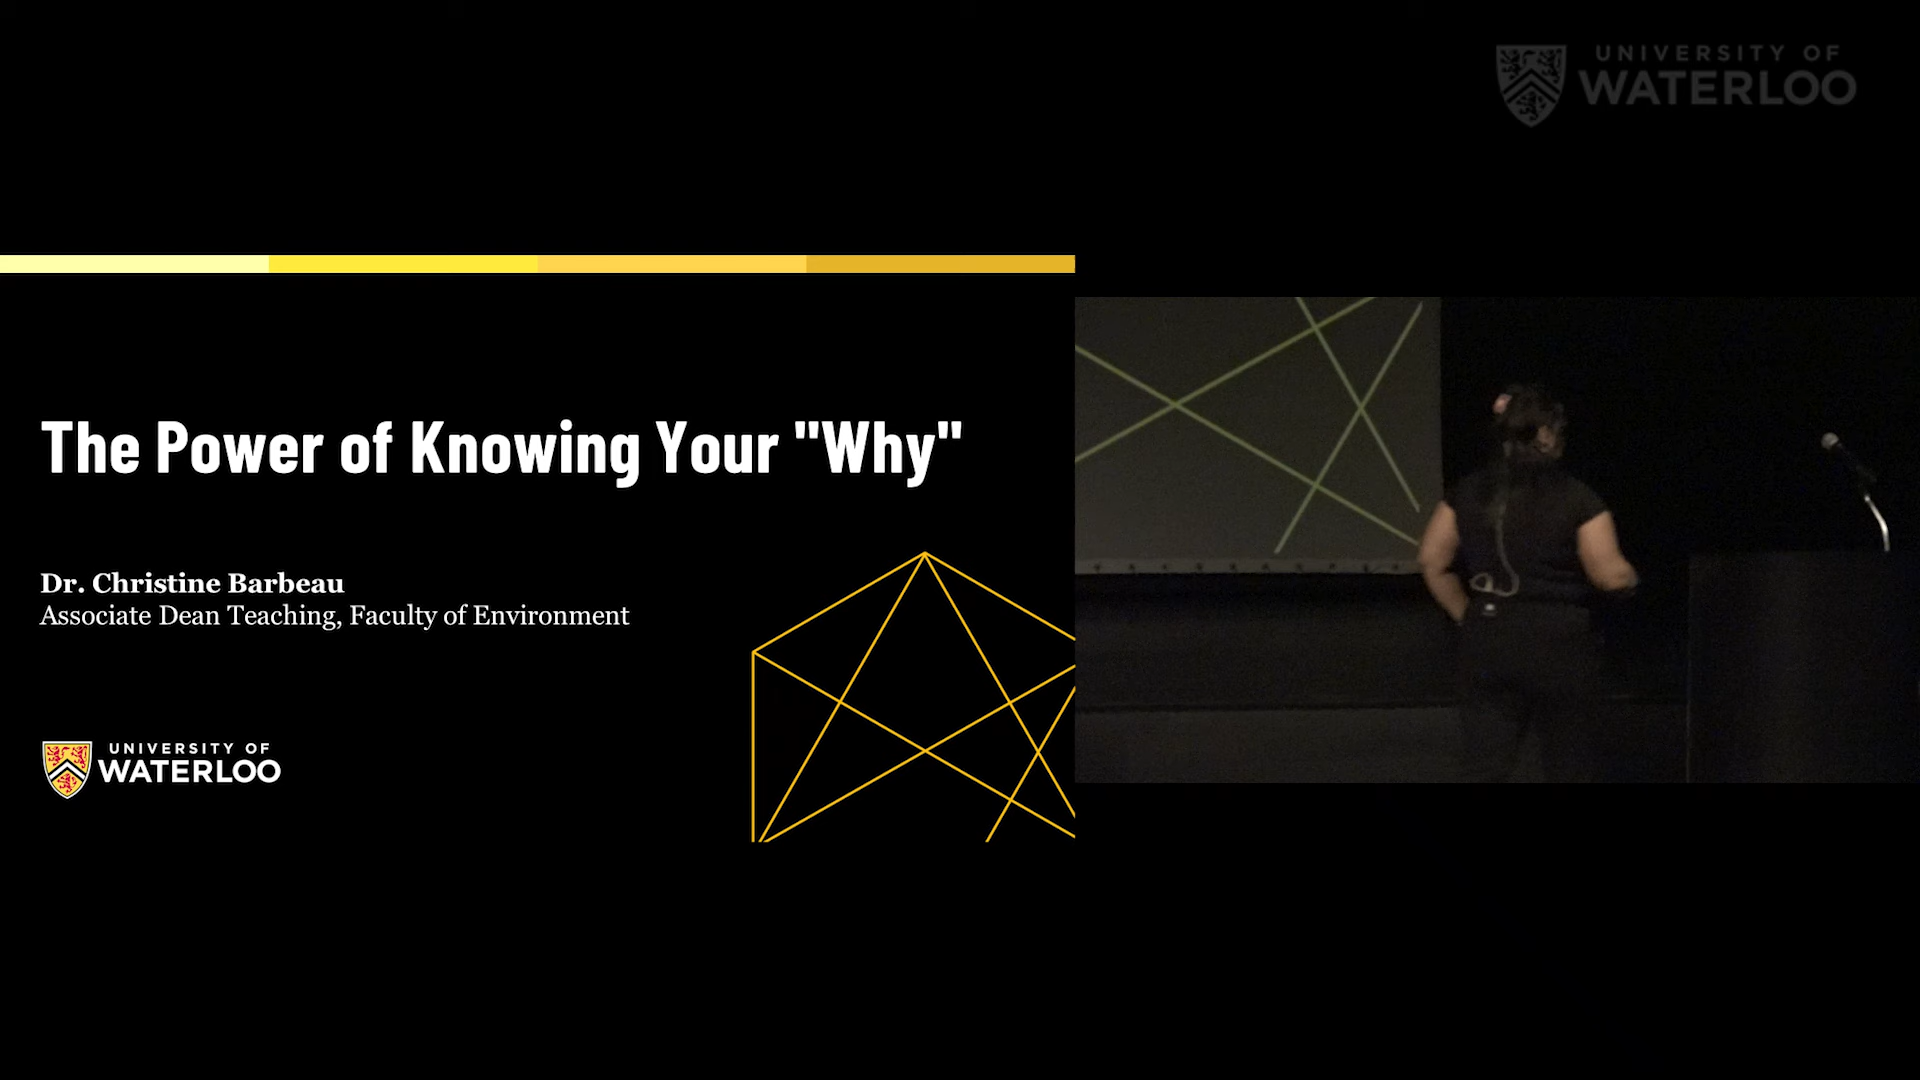 UNIVERSITY OF
WATERLOO
The Power of Knowing Your "Why"
Dr. Christine Barbeau
Associate Dean Teaching, Faculty of Environment
UNIVERSITY OF
WATERLOO